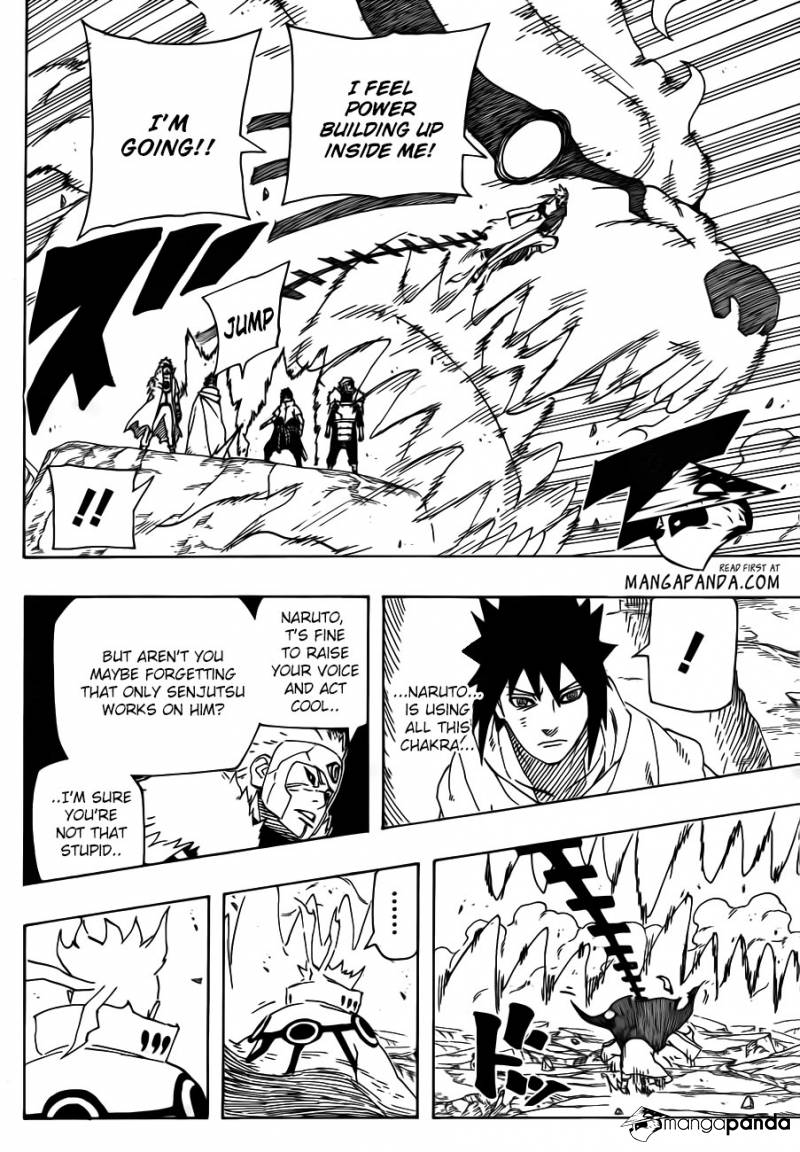 I FEEL
POWER
BUILDING UP
INSIDE ME!
I'M
GOING!!
ズズ
JUMP
!!
READ FIRST AT
MANGAPANDA.COM
!
...NARUTO...
...IS USING
ALL THIS
CHAKRA...
NARUTO,
T'S FINE
TO RAISE
YOUR VOICE
AND ACT
COOL..
BUT AREN'T YOU
MAYBE FORGETTING
THAT ONLY SENJUTSU
WORKS ON HIM?
..I'M SURE
YOU'RE
NOT THAT
STUPID..
......
mangapanda